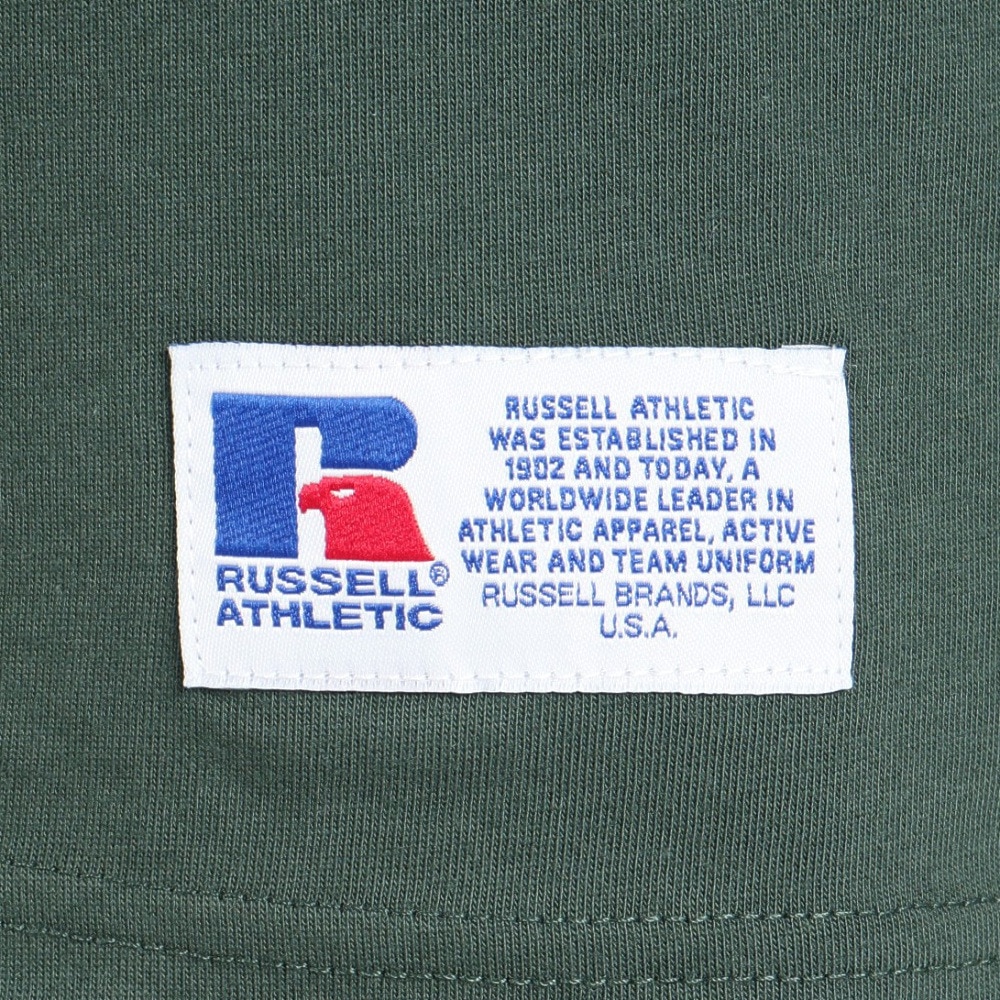 RUSSELL®
ATHLETIC
RUSSELL ATHLETIC
WAS ESTABLISHED IN
1902 AND TODAY, A
WORLDWIDE LEADER IN
ATHLETIC APPAREL, ACTIVE
WEAR AND TEAM UNIFORM
RUSSELL BRANDS, LLC
U.S.A.